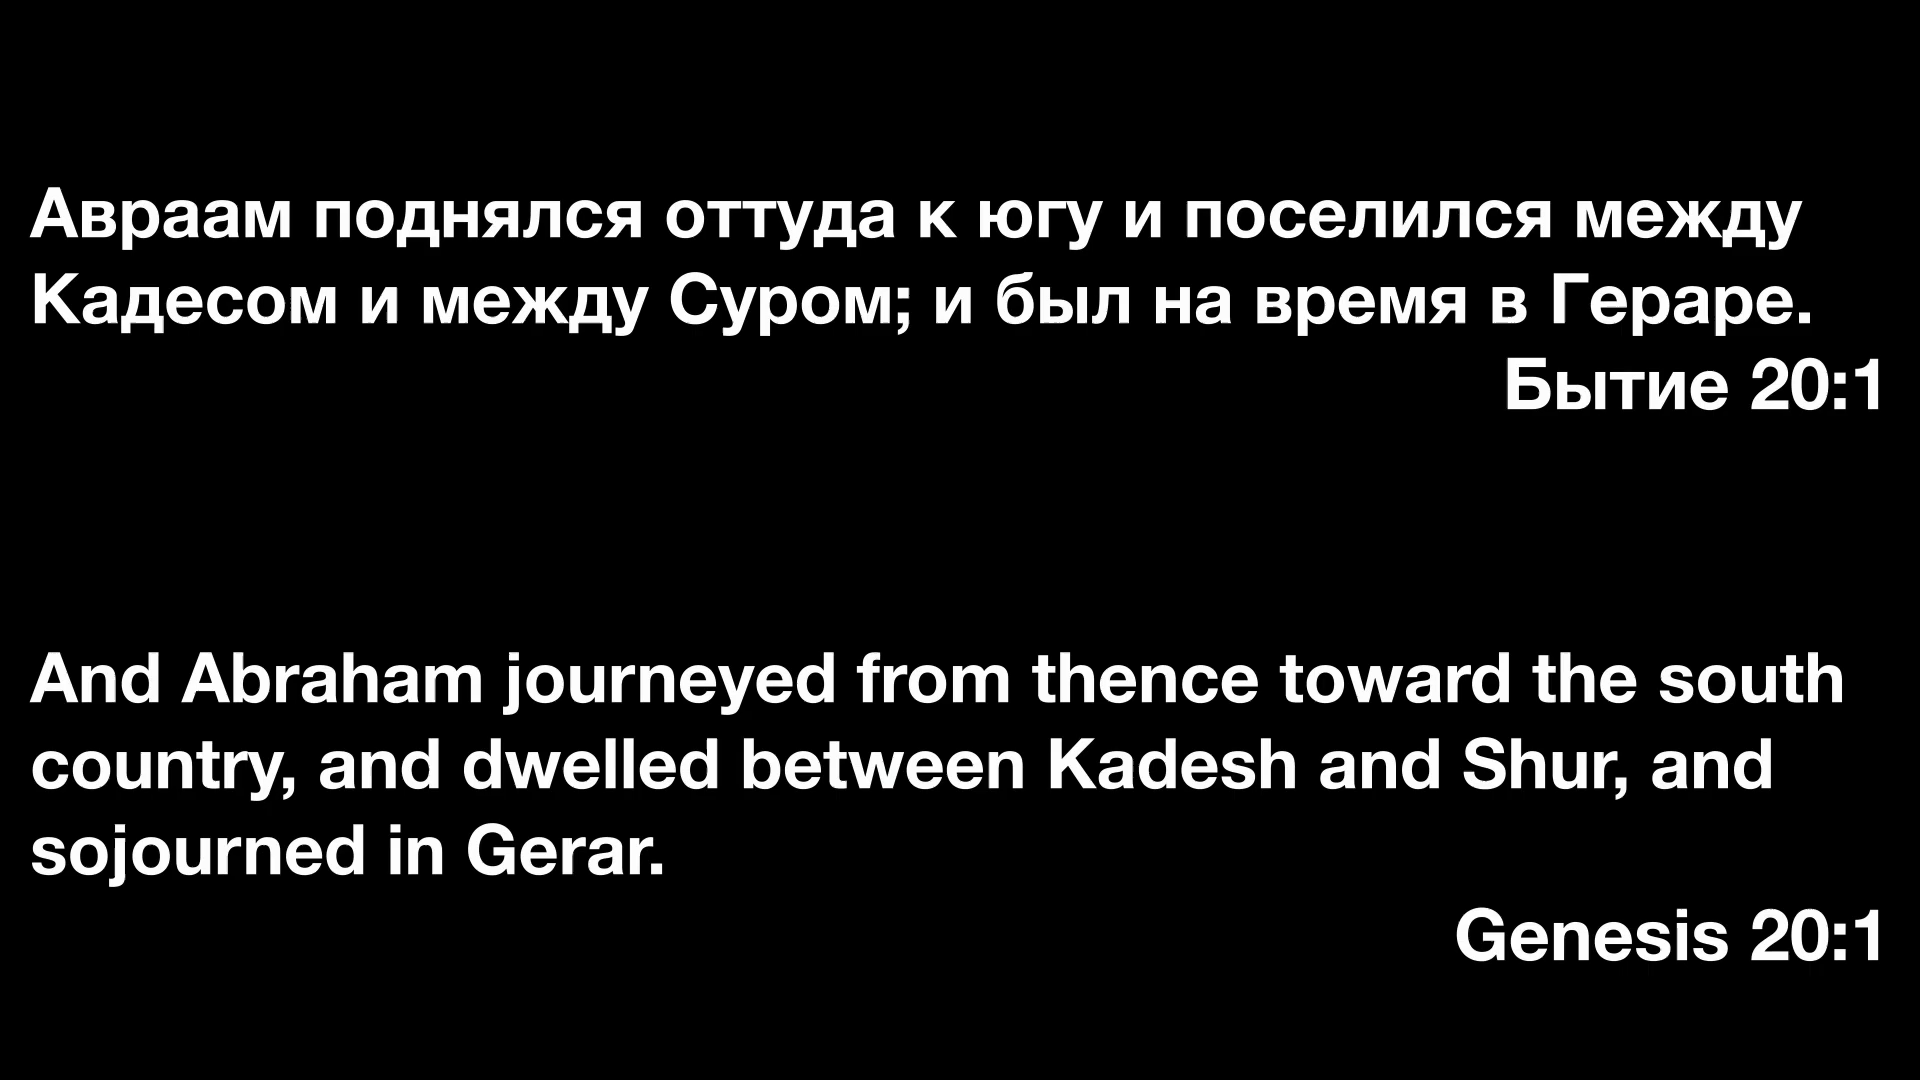 Авраам поднялся оттуда к югу и поселился между
Кадесом и между Суром; и был на время в Гераре.
Бытие 20:1
And Abraham journeyed from thence toward the south
country, and dwelled between Kadesh and Shur, and
sojourned in Gerar.
Genesis 20:1